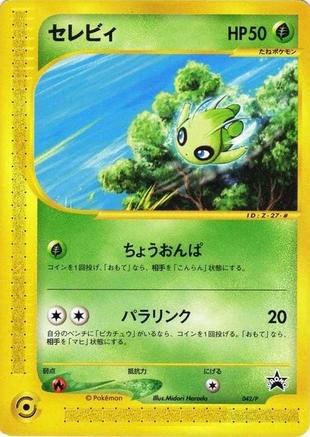 セレビィ HP50
たねポケモン
ID:Z-27-#
ちょうおんぱ
コインを1回投げ、「おもて」なら、相手を「こんらん」状態にする。
パラリンク 20
自分のベンチに「ピカチュウ」がいるなら、コインを1回投げる。「おもて」なら、
相手を「マヒ」状態にする。
弱点 抵抗力 にげる
©Pokémon Illus.Midori Harada 042/P